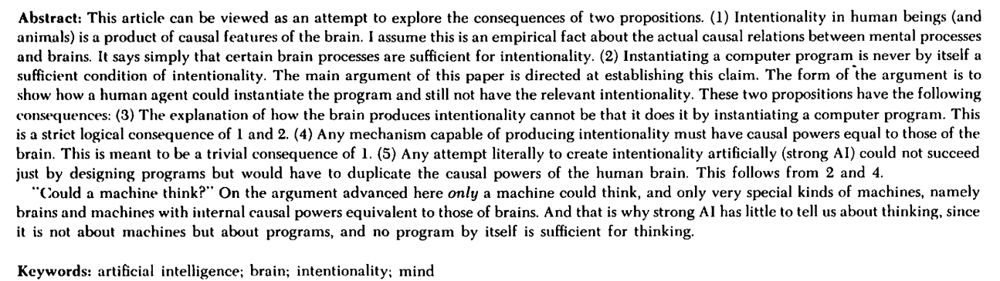 Abstract: This article can be viewed as an attempt to explore the consequences of two propositions. (1) Intentionality in human beings (and
animals) is a product of causal features of the brain. I assume this is an empirical fact about the actual causal relations between mental processes
and brains. It says simply that certain brain processes are sufficient for intentionality. (2) Instantiating a computer program is never by itself a
sufficient condition of intentionality. The main argument of this paper is directed at establishing this claim. The form of the argument is to
show how a human agent could instantiate the program and still not have the relevant intentionality. These two propositions have the following
consequences: (3) The explanation of how the brain produces intentionality cannot be that it does it by instantiating a computer program. This
is a strict logical consequence of 1 and 2. (4) Any mechanism capable of producing intentionality must have causal powers equal to those of the
brain. This is meant to be a trivial consequence of 1. (5) Any attempt literally to create intentionality artificially (strong AI) could not succeed
just by designing programs but would have to duplicate the causal powers of the human brain. This follows from 2 and 4.
"Could a machine think?" On the argument advanced here only a machine could think, and only very special kinds of machines, namely
brains and machines with internal causal powers equivalent to those of brains. And that is why strong AI has little to tell us about thinking, since
it is not about machines but about programs, and no program by itself is sufficient for thinking.
Keywords: artificial intelligence; brain; intentionality; mind